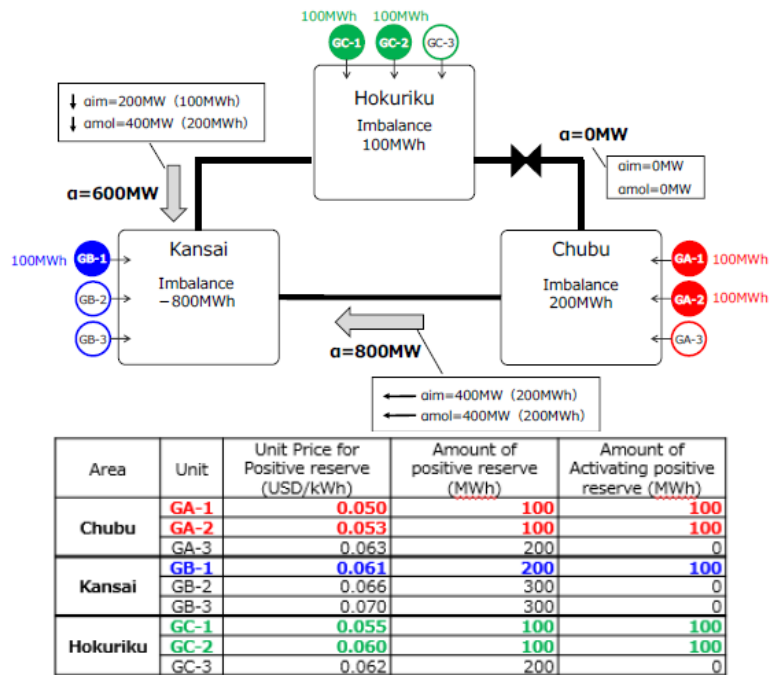 100MWh 100MWh
GC-1 GC-2 GC-3
Hokuriku
Imbalance
100MWh
↓ αim=200MW（100MWh）
↓ αmol=400MW（200MWh）
α=0MW
αim=0MW
αmol=0MW
α=600MW
Kansai
Imbalance
−800MWh
100MWh GB-1
GB-2
GB-3
Chubu
Imbalance
200MWh
GA-1 100MWh
GA-2 100MWh
GA-3
α=800MW
← αim=400MW（200MWh）
← αmol=400MW（200MWh）
Area Unit Unit Price for Positive reserve (USD/kWh) Amount of positive reserve (MWh) Amount of Activating positive reserve (MWh)
Chubu GA-1 0.050 100 100
GA-2 0.053 100 100
GA-3 0.063 200 0
Kansai GB-1 0.061 200 100
GB-2 0.066 300 0
GB-3 0.070 300 0
Hokuriku GC-1 0.055 100 100
GC-2 0.060 100 100
GC-3 0.062 200 0